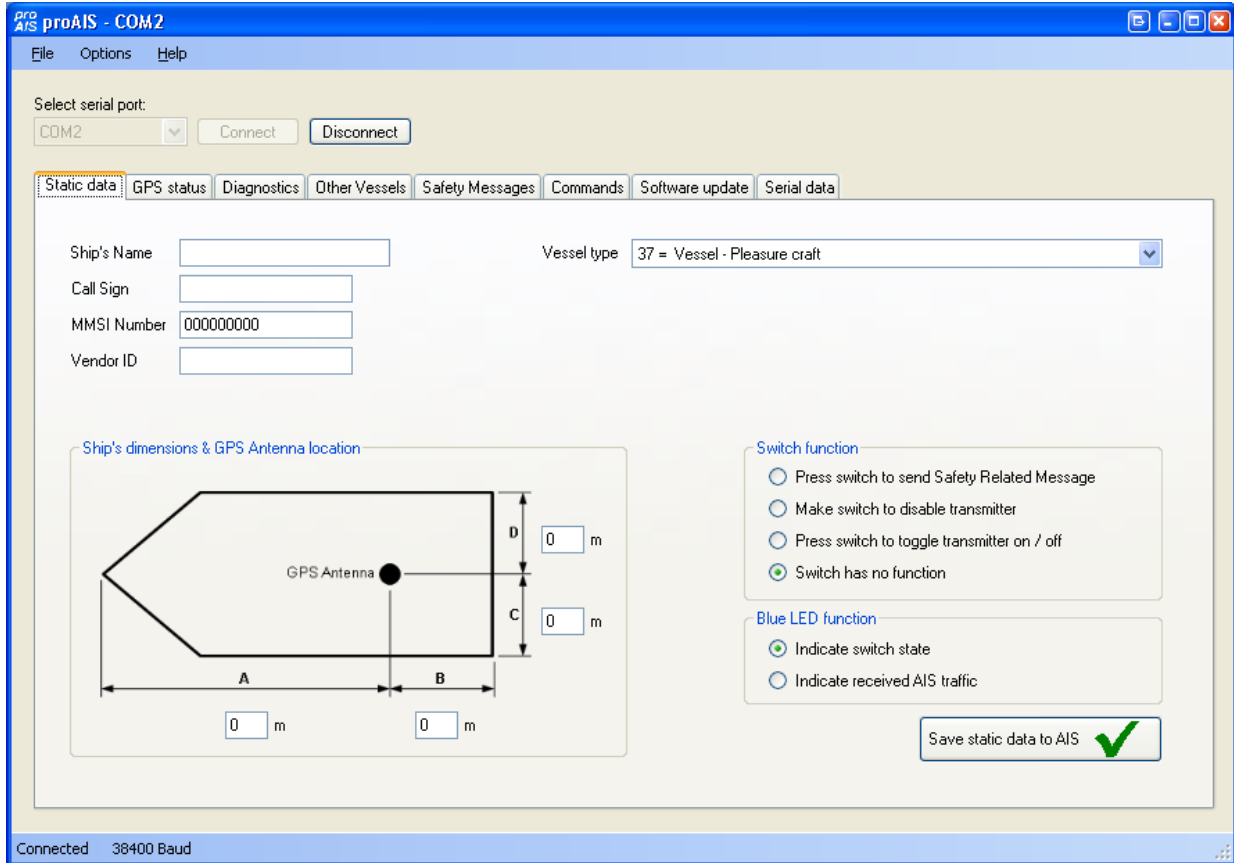 pro AIS proAIS - COM2
File Options Help
Select serial port:
COM2 Connect Disconnect
Static data GPS status Diagnostics Other Vessels Safety Messages Commands Software update Serial data
Ship's Name
Vessel type 37 = Vessel - Pleasure craft
Call Sign
MMSI Number 000000000
Vendor ID
Ship's dimensions & GPS Antenna location
D 0 m
GPS Antenna
C 0 m
A B
0 m 0 m
Switch function
Press switch to send Safety Related Message
Make switch to disable transmitter
Press switch to toggle transmitter on / off
Switch has no function
Blue LED function
Indicate switch state
Indicate received AIS traffic
Save static data to AIS
Connected 38400 Baud